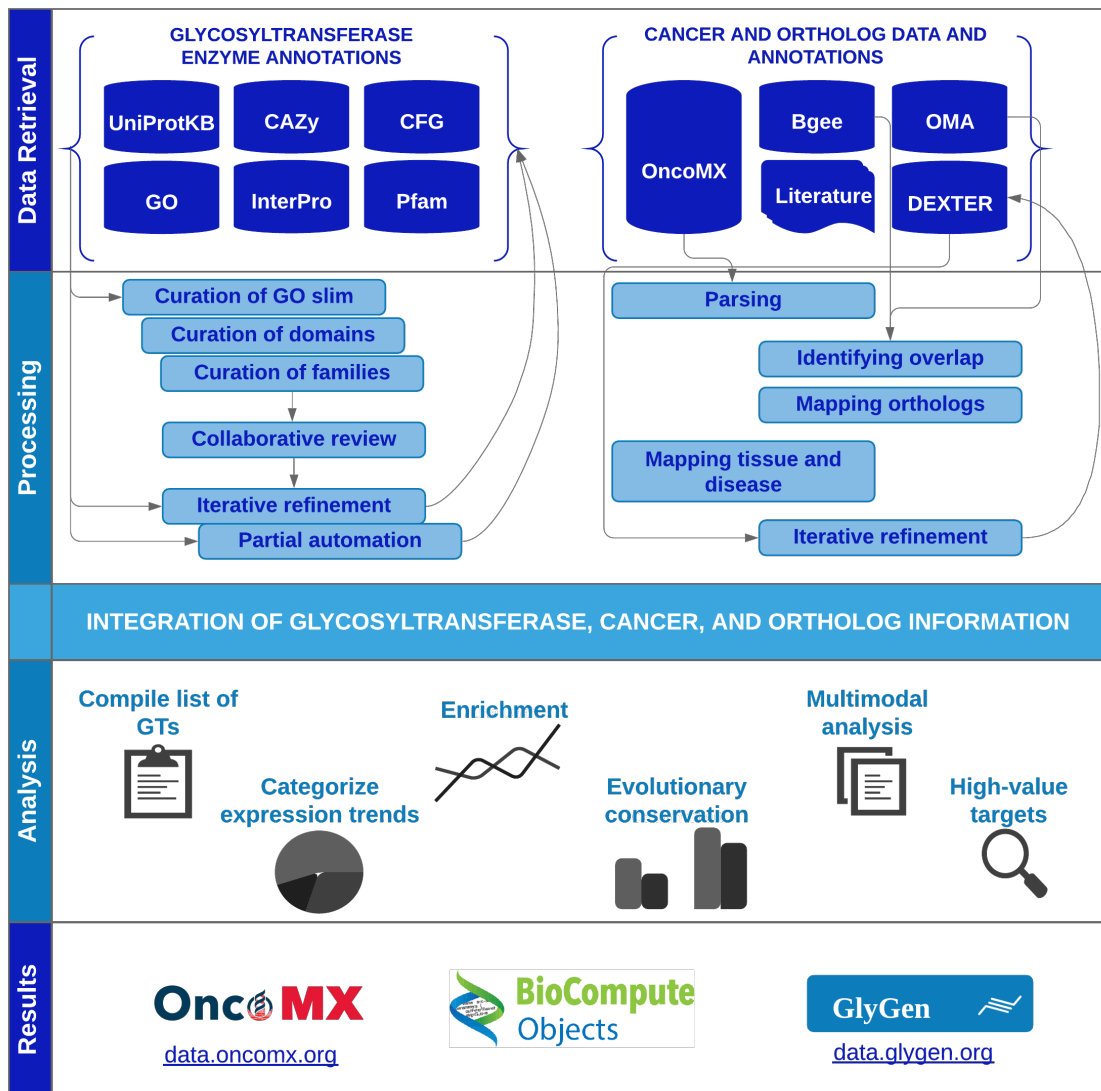 Data Retrieval
GLYCOSYLTRANSFERASE
ENZYME ANNOTATIONS
UniProtKB
CAZy
CFG
GO
InterPro
Pfam
CANCER AND ORTHOLOG DATA AND
ANNOTATIONS
OncoMX
Bgee
OMA
Literature
DEXTER
Processing
Curation of GO slim
Curation of domains
Curation of families
Collaborative review
Iterative refinement
Partial automation
Parsing
Identifying overlap
Mapping orthologs
Mapping tissue and
disease
Iterative refinement
INTEGRATION OF GLYCOSYLTRANSFERASE, CANCER, AND ORTHOLOG INFORMATION
Analysis
Compile list of
GTs
Categorize
expression trends
Enrichment
Evolutionary
conservation
Multimodal
analysis
High-value
targets
Results
OncoMX
data.oncomx.org
BioCompute
Objects
GlyGen
data.glygen.org